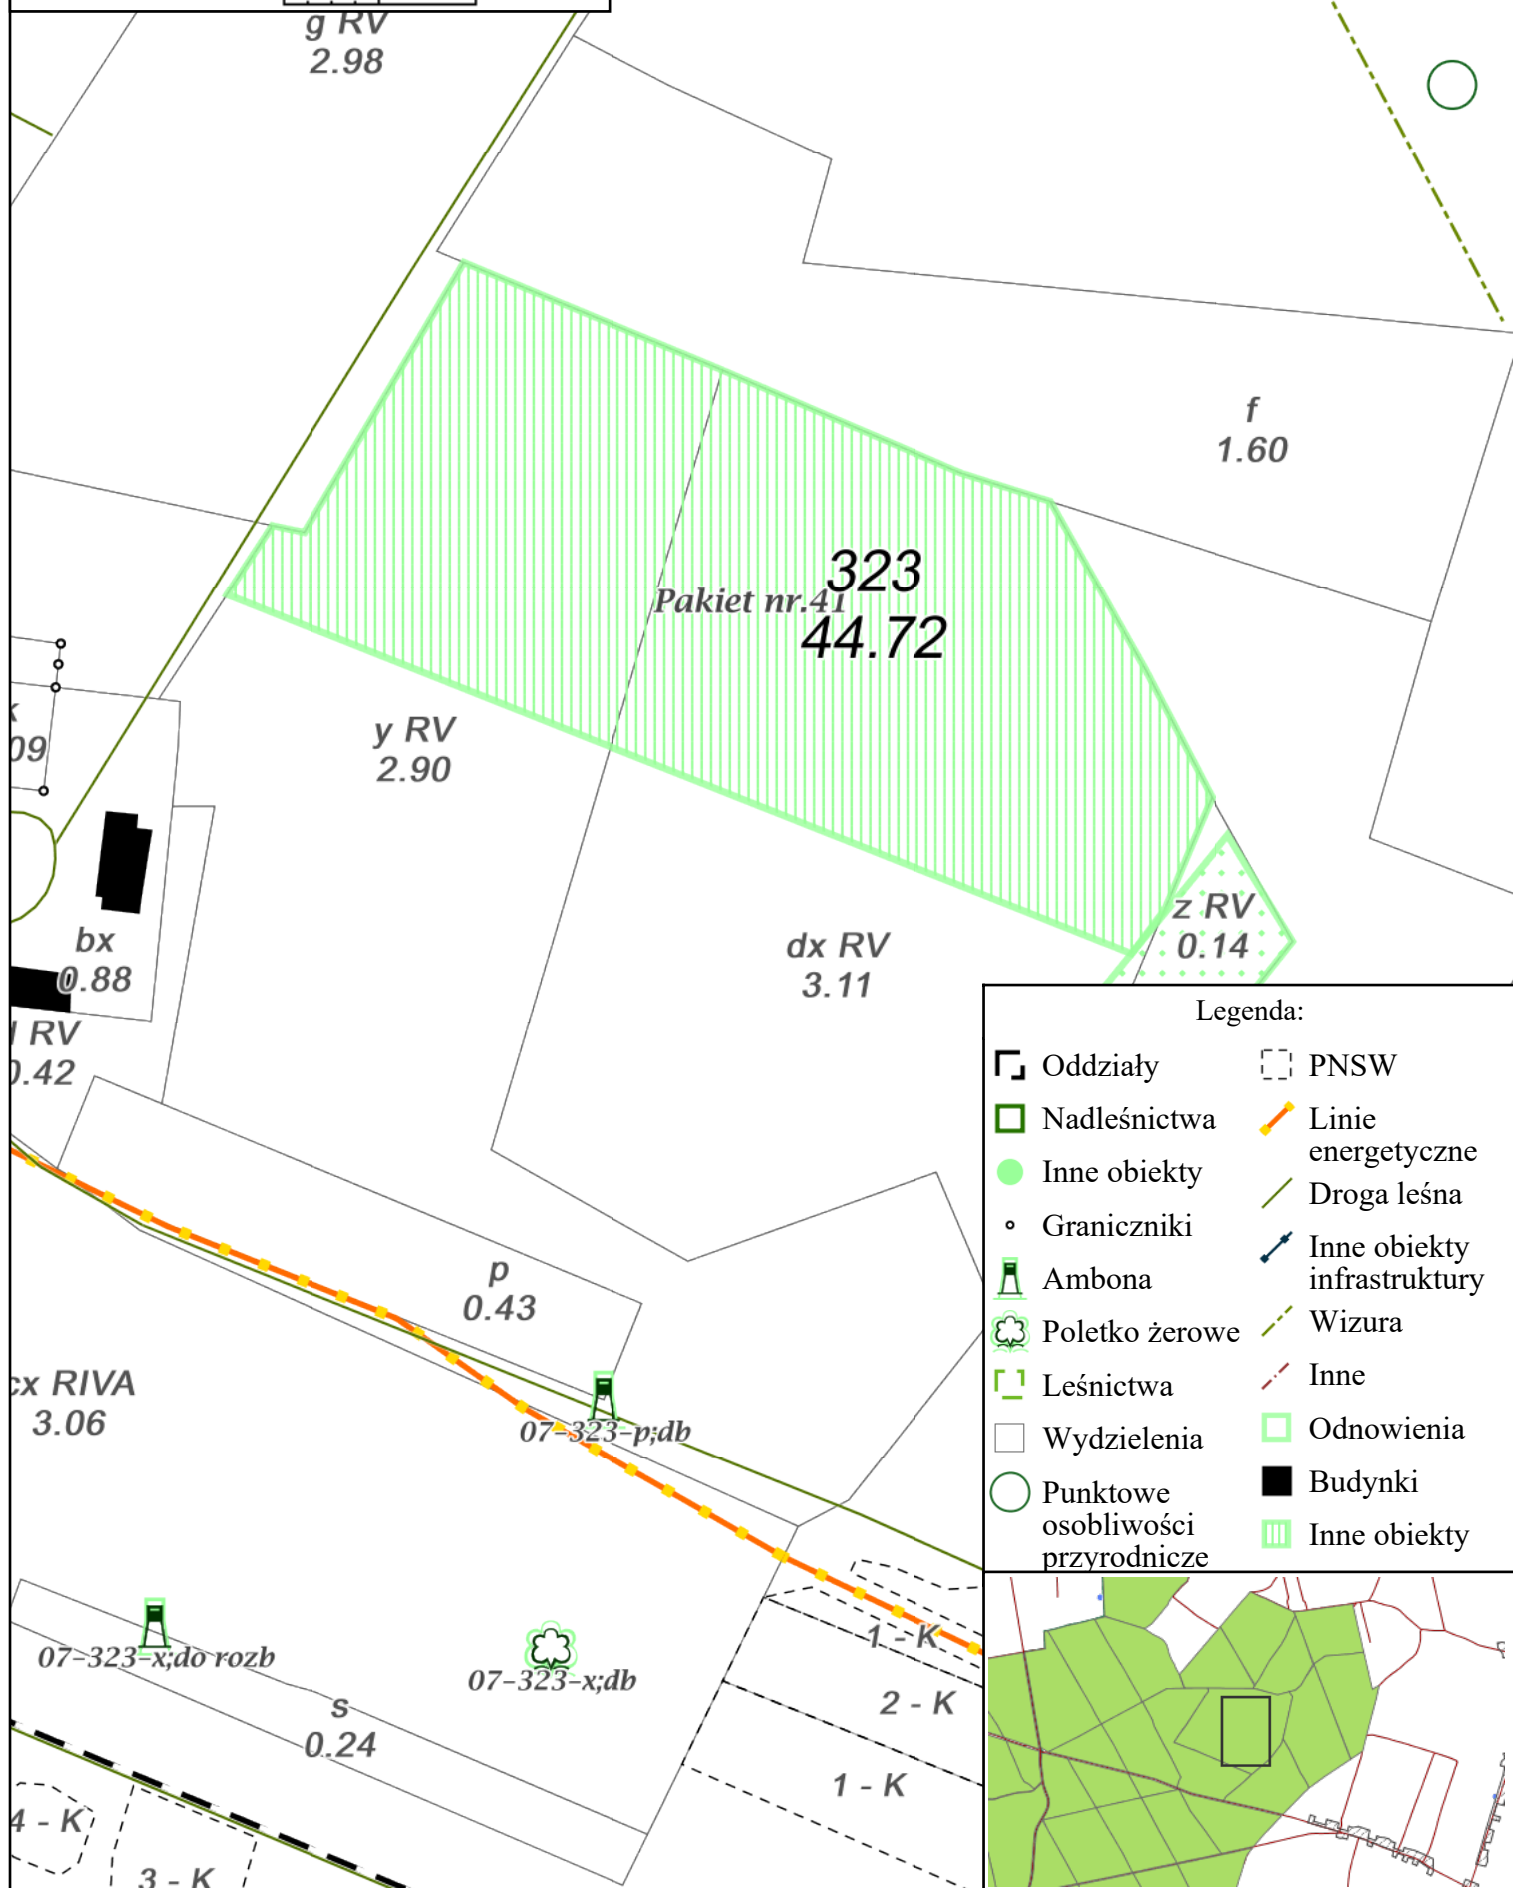 g RV
2.98
f
1.60
323
Pakiet nr.41
44.72
y RV
2.90
09
z RV
0.14
bx
0.88
dx RV
3.11
RV
0.42
p
0.43
cx RIVA
3.06
07-323-p;db
07-323-x;do rozb
07-323-x;db
s
0.24
1 - K
2 - K
1 - K
4 - K
3 - K
Legenda:
Oddziały
Nadleśnictwa
Inne obiekty
Graniczniki
Ambona
Poletko żerowe
Leśnictwa
Wydzielenia
Punktowe
osobliwości
przyrodnicze
PNSW
Linie
energetyczne
Droga leśna
Inne obiekty
infrastruktury
Wizura
Inne
Odnowienia
Budynki
Inne obiekty